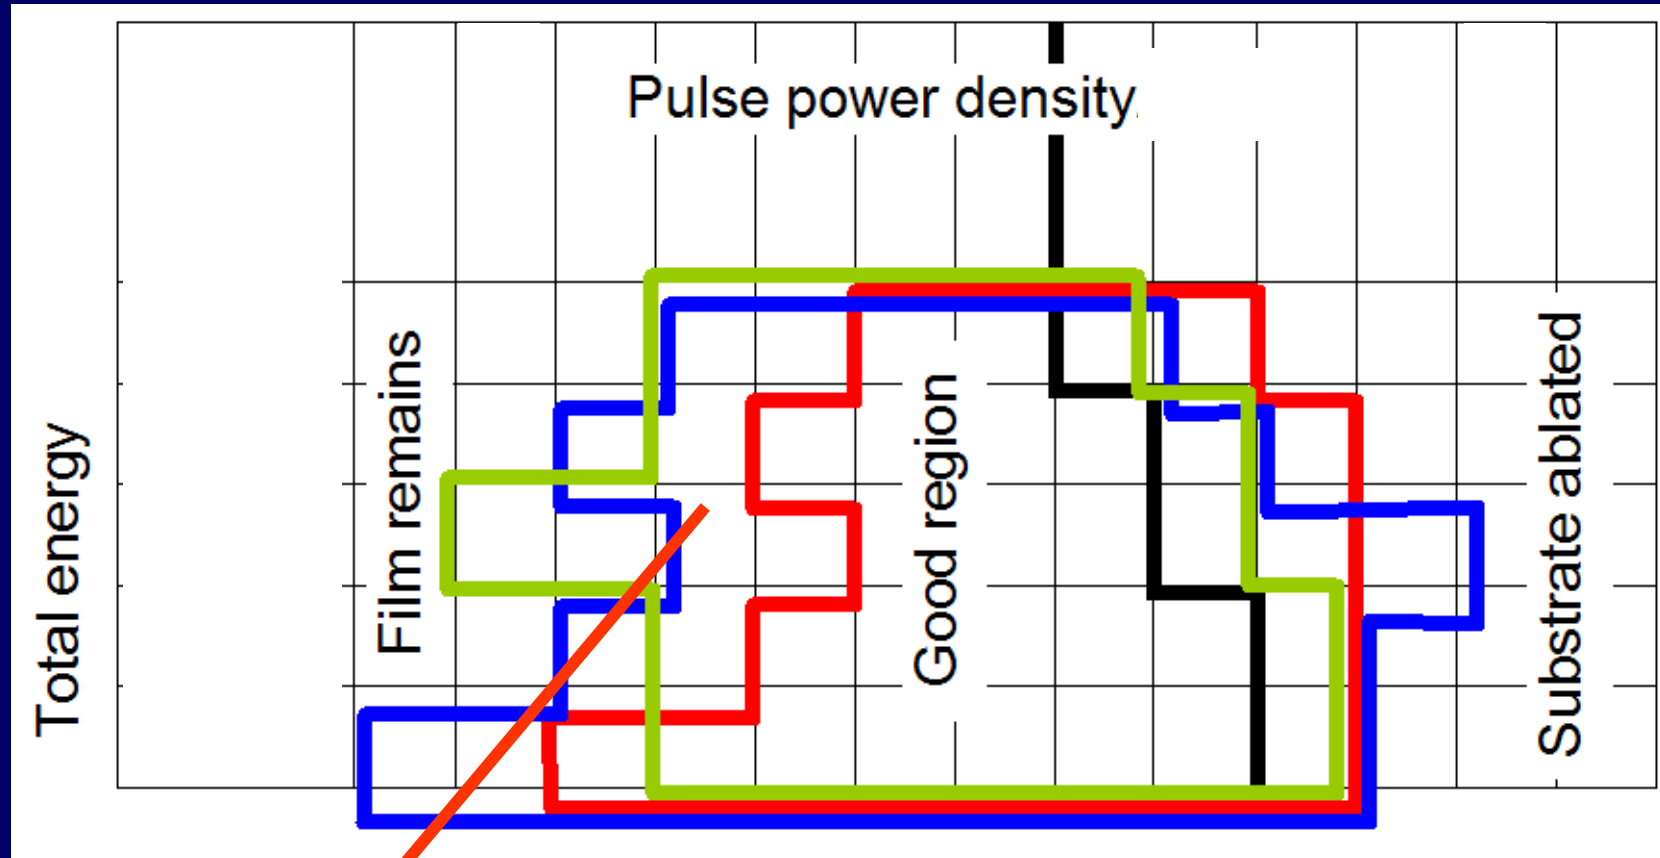 Pulse power density
Total energy
Film remains
Good region
Substrate ablated